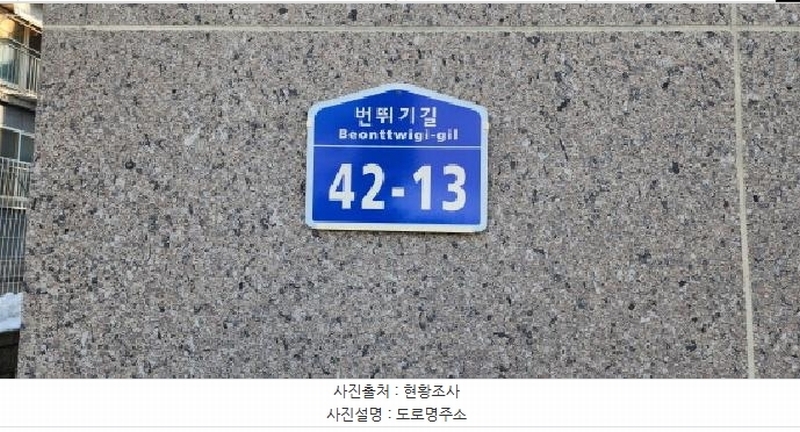 번뛰기길
Beonttwigi-gil
42-13
사진출처 : 현황조사
사진설명 : 도로명주소